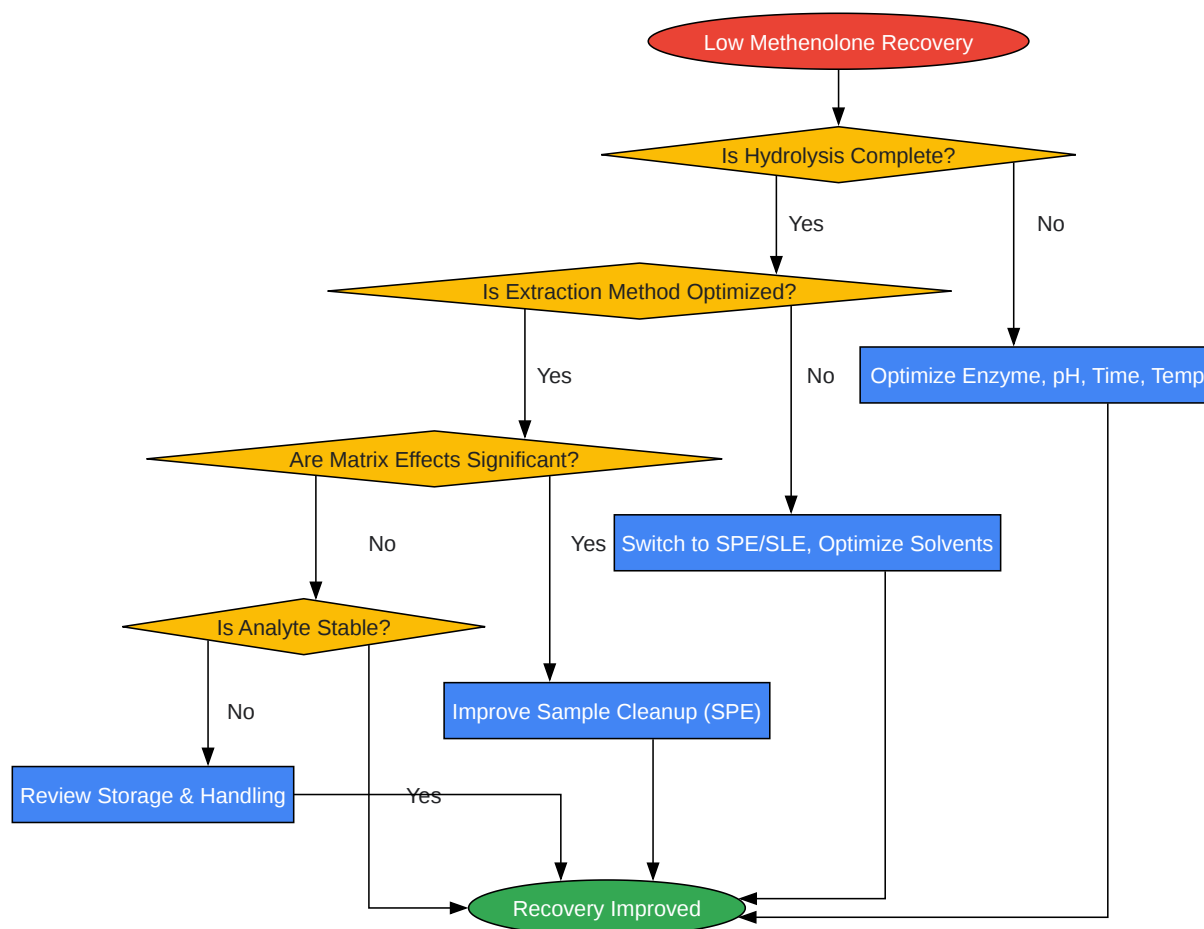 Low Methenolone Recovery
Is Hydrolysis Complete?
Yes
No
Is Extraction Method Optimized?
Yes
No
Optimize Enzyme, pH, Time, Temp
Are Matrix Effects Significant?
No
Yes
Switch to SPE/SLE, Optimize Solvents
Is Analyte Stable?
No
Improve Sample Cleanup (SPE)
Review Storage & Handling
Yes
Recovery Improved